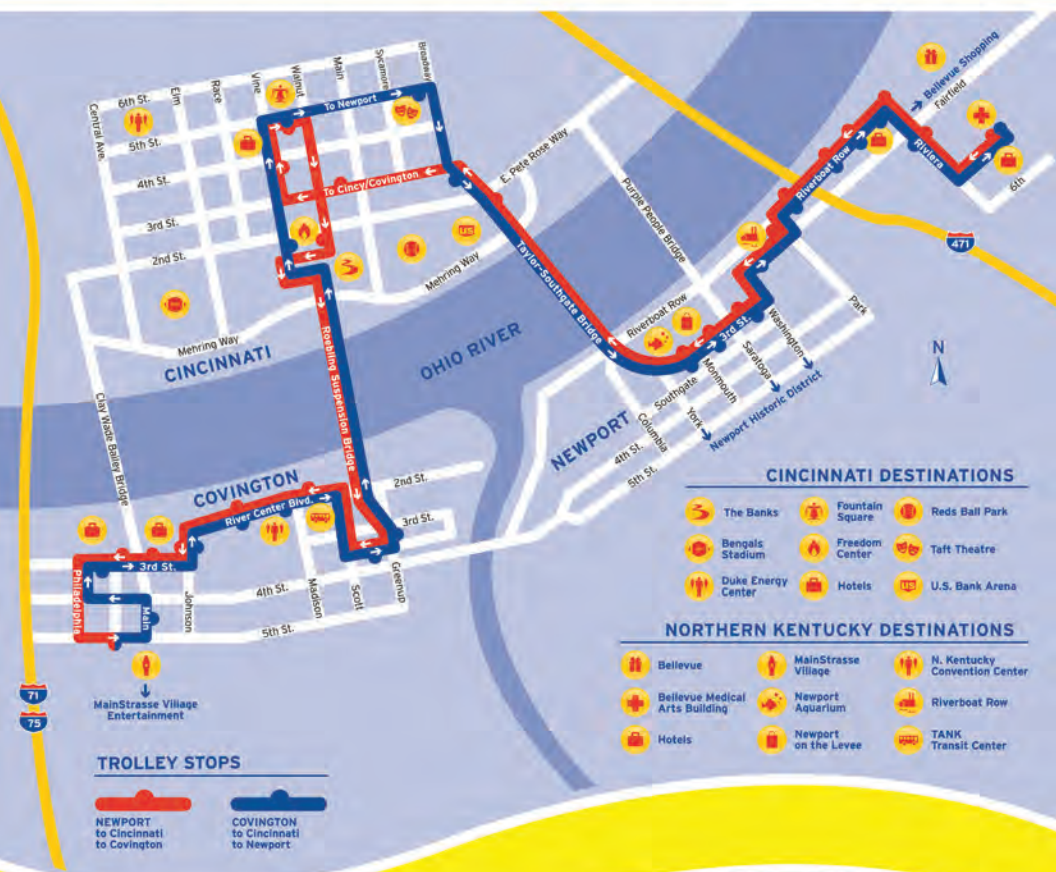 Central Ave.
Elm
Race
Vine
Walnut
Main
Sycamore
Broadway
6th St.
5th St.
4th St.
3rd St.
2nd St.
To Newport
To Cincy/Covington
E. Pete Rose Way
Mehring Way
Mehring Way
US
CINCINNATI
OHIO RIVER
Taylor-Southgate Bridge
Purple People Bridge
Roebling Suspension Bridge
Clay Wade Bailey Bridge
Bellevue Shopping
Fairfield
Riviera
6th
Riverboat Row
471
Riverboat Row
3rd St.
Park
Washington
Saratoga
Monmouth
Southgate
York
Columbia
Newport Historic District
NEWPORT
4th St.
5th St.
N
COVINGTON
River Center Blvd.
2nd St.
3rd St.
3rd St.
Philadelphia
Main
Johnson
4th St.
5th St.
Madison
Scott
Greenup
MainStrasse Village
Entertainment
71
75
CINCINNATI DESTINATIONS
The Banks
Fountain
Square
Reds Ball Park
Bengals
Stadium
Freedom
Center
Taft Theatre
Duke Energy
Center
Hotels
US
U.S. Bank Arena
NORTHERN KENTUCKY DESTINATIONS
Bellevue
MainStrasse
Village
N. Kentucky
Convention Center
Bellevue Medical
Arts Building
Newport
Aquarium
Riverboat Row
Hotels
Newport
on the Levee
TANK
Transit Center
TROLLEY STOPS
NEWPORT
to Cincinnati
to Covington
COVINGTON
to Cincinnati
to Newport